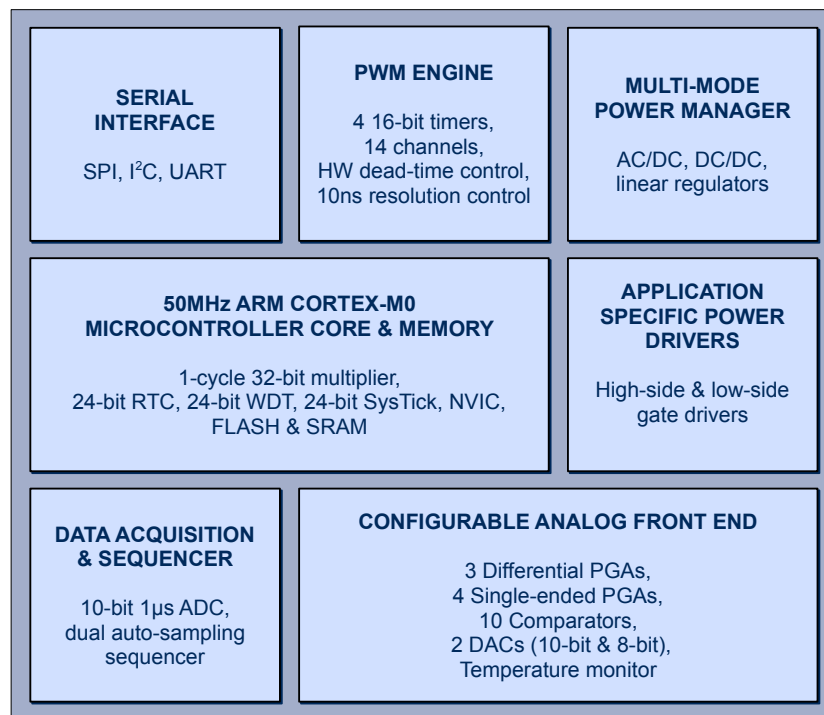 SERIAL
INTERFACE
SPI, I²C, UART
PWM ENGINE
4 16-bit timers,
14 channels,
HW dead-time control,
10ns resolution control
MULTI-MODE
POWER MANAGER
AC/DC, DC/DC,
linear regulators
50MHz ARM CORTEX-M0
MICROCONTROLLER CORE & MEMORY
1-cycle 32-bit multiplier,
24-bit RTC, 24-bit WDT, 24-bit SysTick, NVIC,
FLASH & SRAM
APPLICATION
SPECIFIC POWER
DRIVERS
High-side & low-side
gate drivers
DATA ACQUISITION
& SEQUENCER
10-bit 1µs ADC,
dual auto-sampling
sequencer
CONFIGURABLE ANALOG FRONT END
3 Differential PGAs,
4 Single-ended PGAs,
10 Comparators,
2 DACs (10-bit & 8-bit),
Temperature monitor